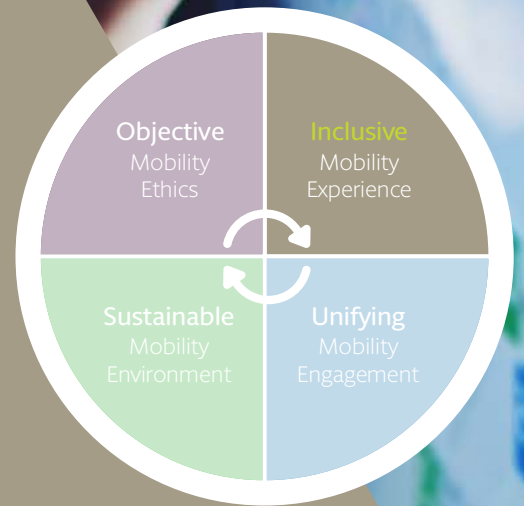 Objective
Mobility
Ethics
Inclusive
Mobility
Experience
Sustainable
Mobility
Environment
Unifying
Mobility
Engagement